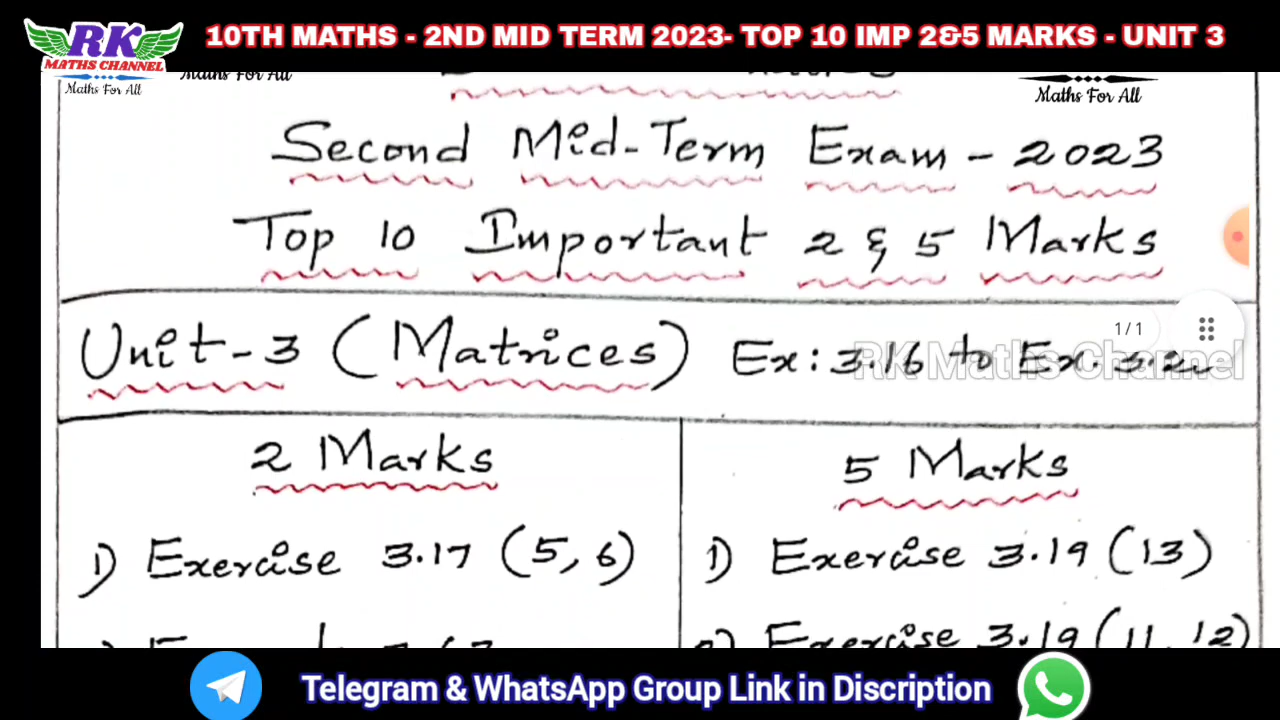 RK
MATHS CHANNEL
Maths For All
10TH MATHS - 2ND MID TERM 2023- TOP 10 IMP 2&5 MARKS - UNIT 3
Maths For All
Maths For All
Second Mid-Term Exam - 2023
Top 10 Important 2 & 5 Marks
1/1
Unit-3 (Matrices) Ex: 3.16 to Ex.
RK Maths Channel
2 Marks
5 Marks
1) Exercise 3.17 (5, 6)
1) Exercise 3.19 (13)
Exercise 3.19 (11, 12)
Telegram & WhatsApp Group Link in Discription